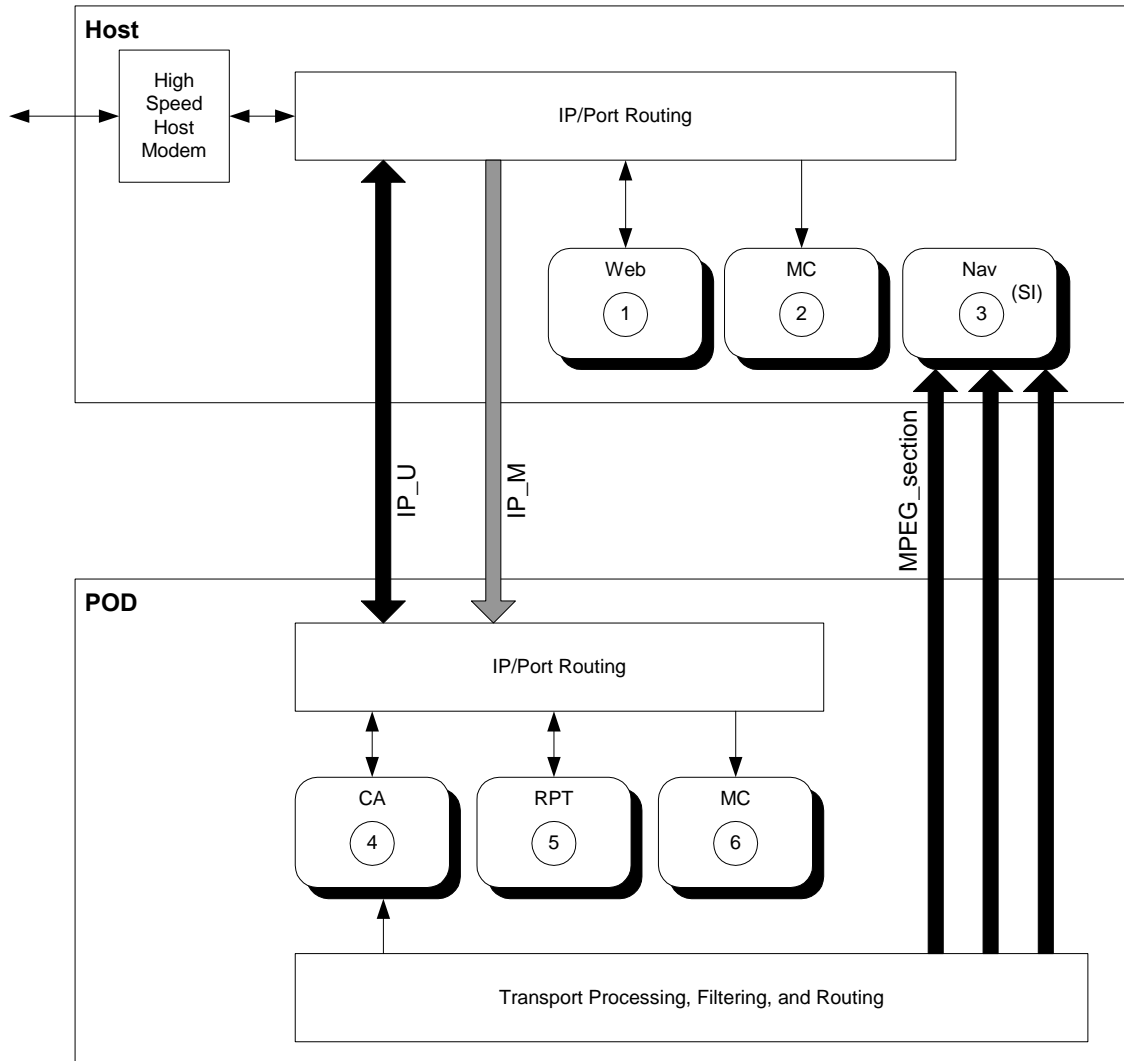 Host
High
Speed
Host
Modem
IP/Port Routing
Web
1
MC
2
Nav
(SI)
3
IP_U
IP_M
MPEG_section
POD
IP/Port Routing
CA
4
RPT
5
MC
6
Transport Processing, Filtering, and Routing